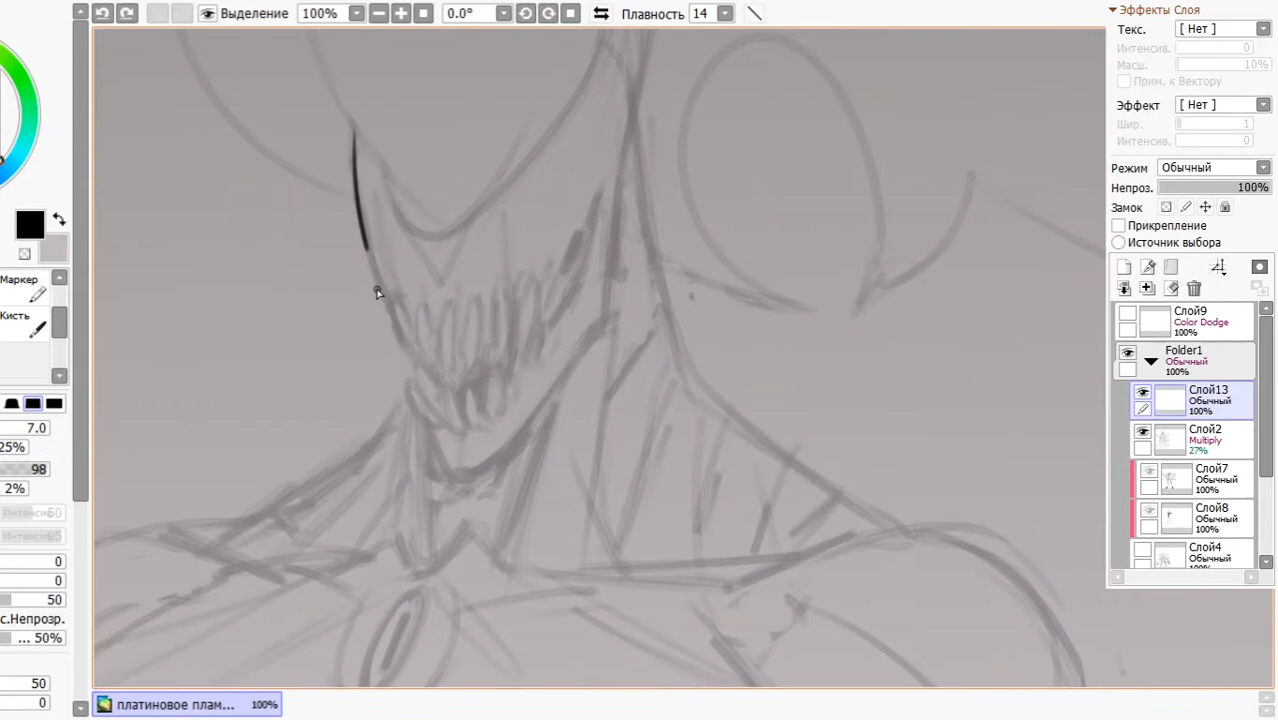 Выделение 100% 0.0° Плавность 14
Маркер
Кисть
7.0
25%
98
2%
Интенсив 50
0
0
50
с.Непрозр.
... 50%
50
0
Эффекты Слоя
Текс. [ Нет ]
Интенсив. 0
Масш. 10%
Прим. к Вектору
Эффект [ Нет ]
Шир. 1
Интенсив. 0
Режим Обычный
Непроз. 100%
Замок
Прикрепление
Источник выбора
Слой9
Color Dodge
100%
Folder1
Обычный
100%
Слой13
Обычный
100%
Слой2
Multiply
27%
Слой7
Обычный
100%
Слой8
Обычный
100%
Слой4
Обычный
платиновое плам... 100%